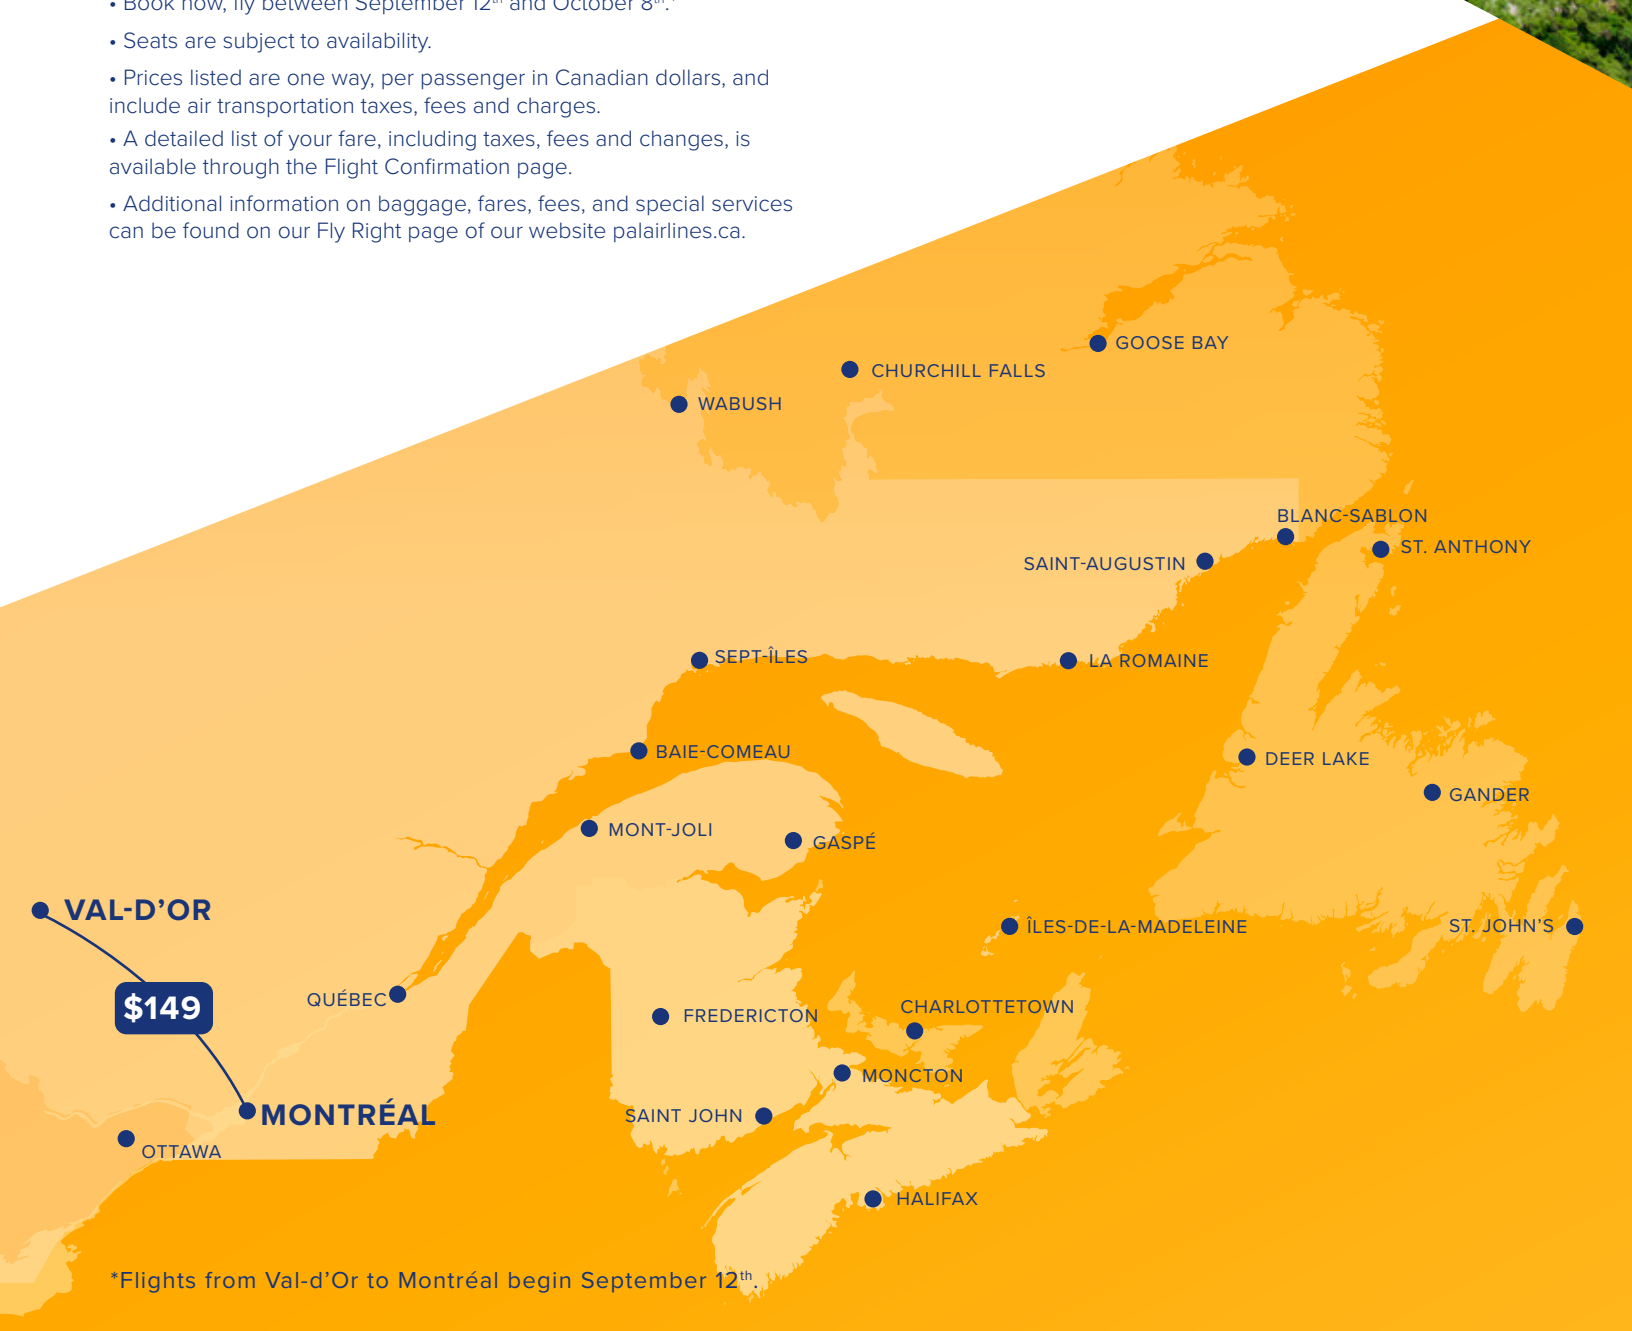 • Book now, fly between September 12th and October 8th.*
• Seats are subject to availability.
• Prices listed are one way, per passenger in Canadian dollars, and
include air transportation taxes, fees and charges.
• A detailed list of your fare, including taxes, fees and changes, is
available through the Flight Confirmation page.
• Additional information on baggage, fares, fees, and special services
can be found on our Fly Right page of our website palairlines.ca.
GOOSE BAY
CHURCHILL FALLS
WABUSH
BLANC-SABLON
ST. ANTHONY
SAINT-AUGUSTIN
SEPT-ÎLES
LA ROMAINE
BAIE-COMEAU
DEER LAKE
GANDER
MONT-JOLI
GASPÉ
VAL-D’OR
ÎLES-DE-LA-MADELEINE
ST. JOHN’S
$149
QUÉBEC
CHARLOTTETOWN
FREDERICTON
MONCTON
MONTRÉAL
SAINT JOHN
OTTAWA
HALIFAX
*Flights from Val-d’Or to Montréal begin September 12th.